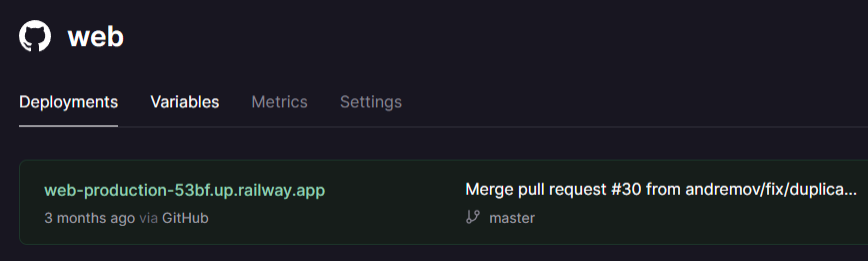 web
Deployments Variables Metrics Settings
web-production-53bf.up.railway.app Merge pull request #30 from andremov/fix/duplica...
3 months ago via GitHub master